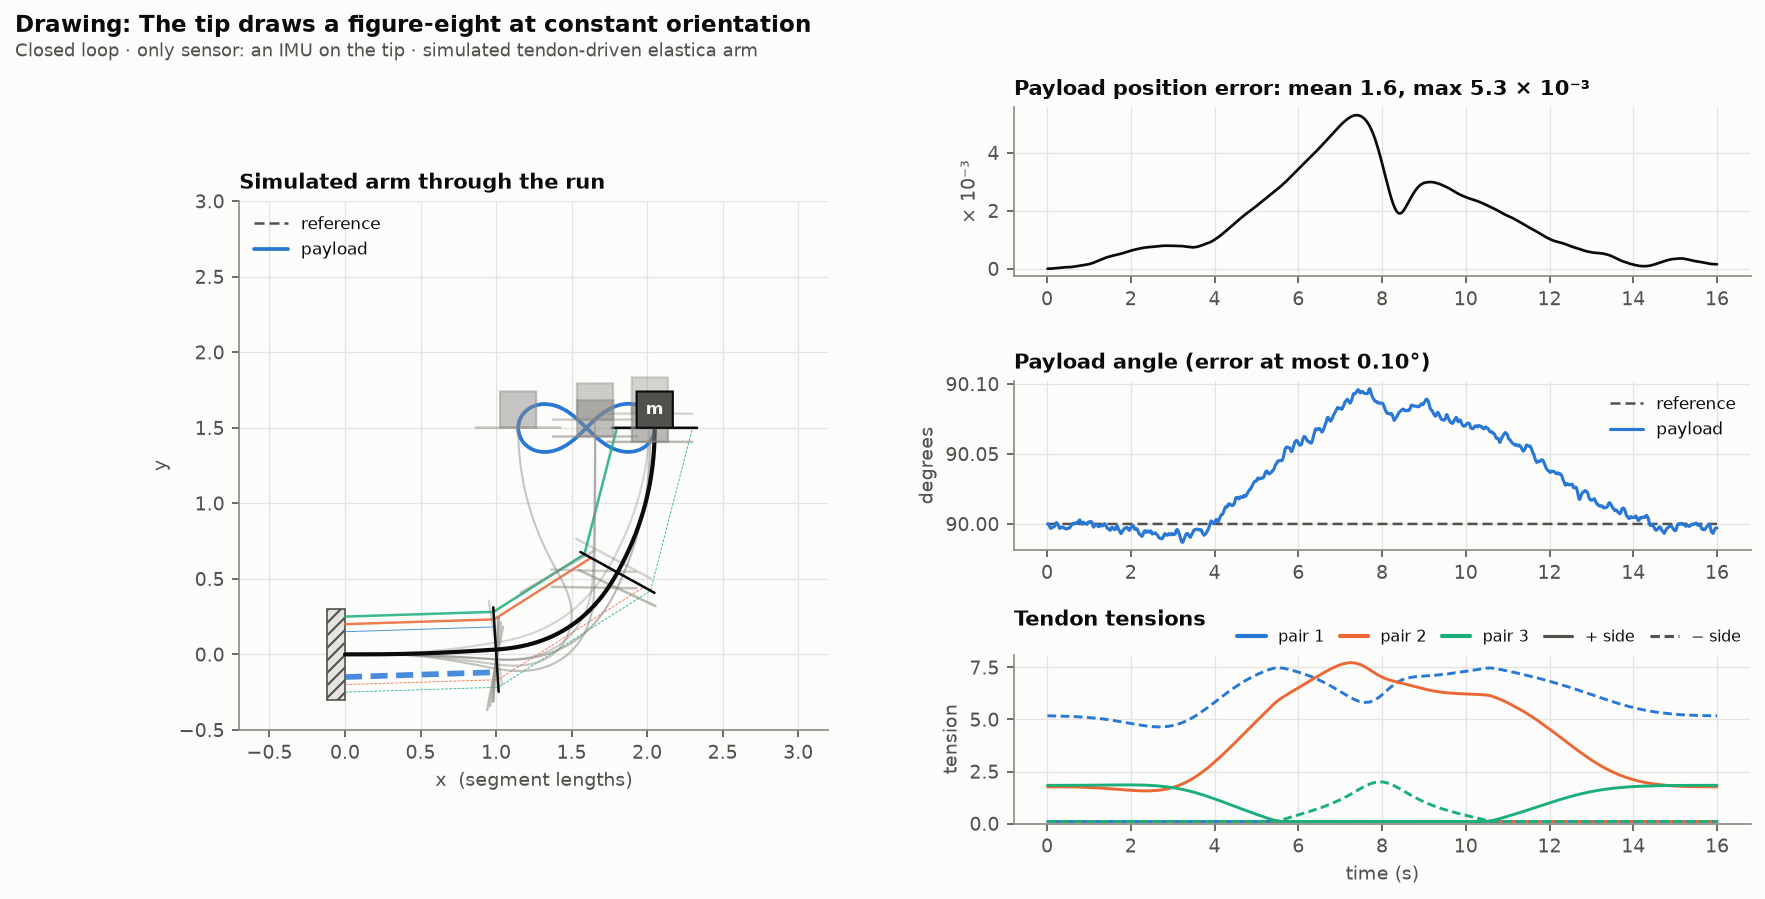 Drawing: The tip draws a figure-eight at constant orientation
Closed loop · only sensor: an IMU on the tip · simulated tendon-driven elastica arm
Simulated arm through the run
3.0
2.5
2.0
1.5
1.0
0.5
0.0
−0.5
y
reference
payload
m
−0.5 0.0 0.5 1.0 1.5 2.0 2.5 3.0
x (segment lengths)
Payload position error: mean 1.6, max 5.3 × 10⁻³
× 10⁻³
4
2
0
0 2 4 6 8 10 12 14 16
Payload angle (error at most 0.10°)
degrees
90.10
90.05
90.00
reference
payload
0 2 4 6 8 10 12 14 16
Tendon tensions
pair 1 pair 2 pair 3 + side − side
tension
7.5
5.0
2.5
0.0
0 2 4 6 8 10 12 14 16
time (s)